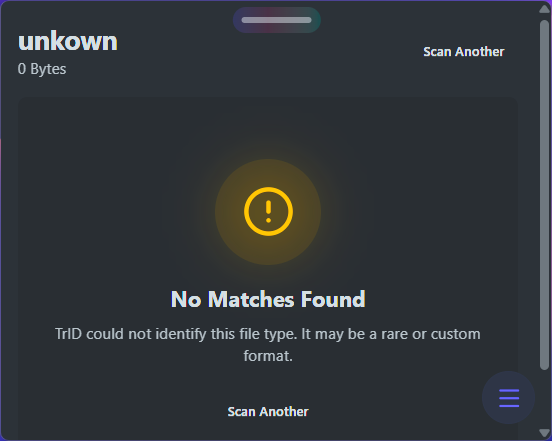 unkown
Scan Another
0 Bytes
No Matches Found
TrID could not identify this file type. It may be a rare or custom
format.
Scan Another